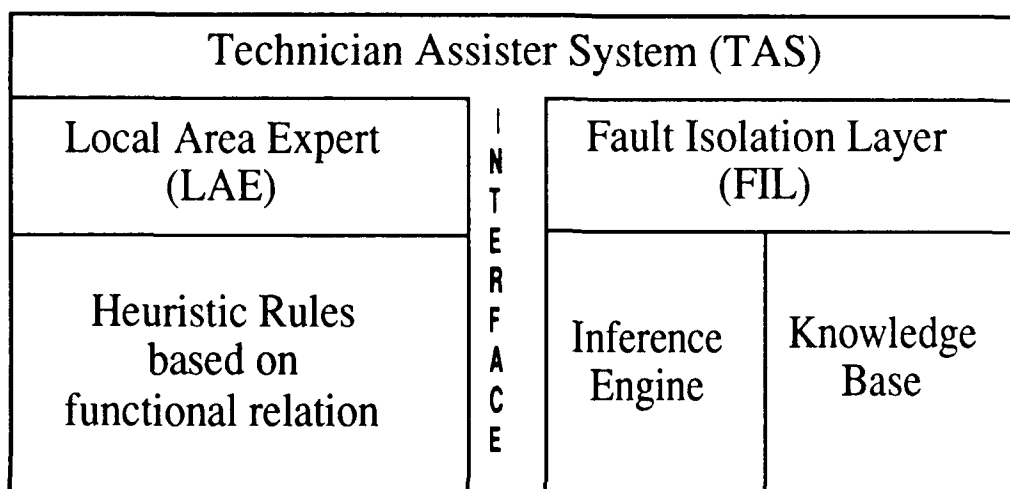 Technician Assister System (TAS)
Local Area Expert
(LAE)
INTERFACE
Fault Isolation Layer
(FIL)
Heuristic Rules
based on
functional relation
Inference
Engine
Knowledge
Base